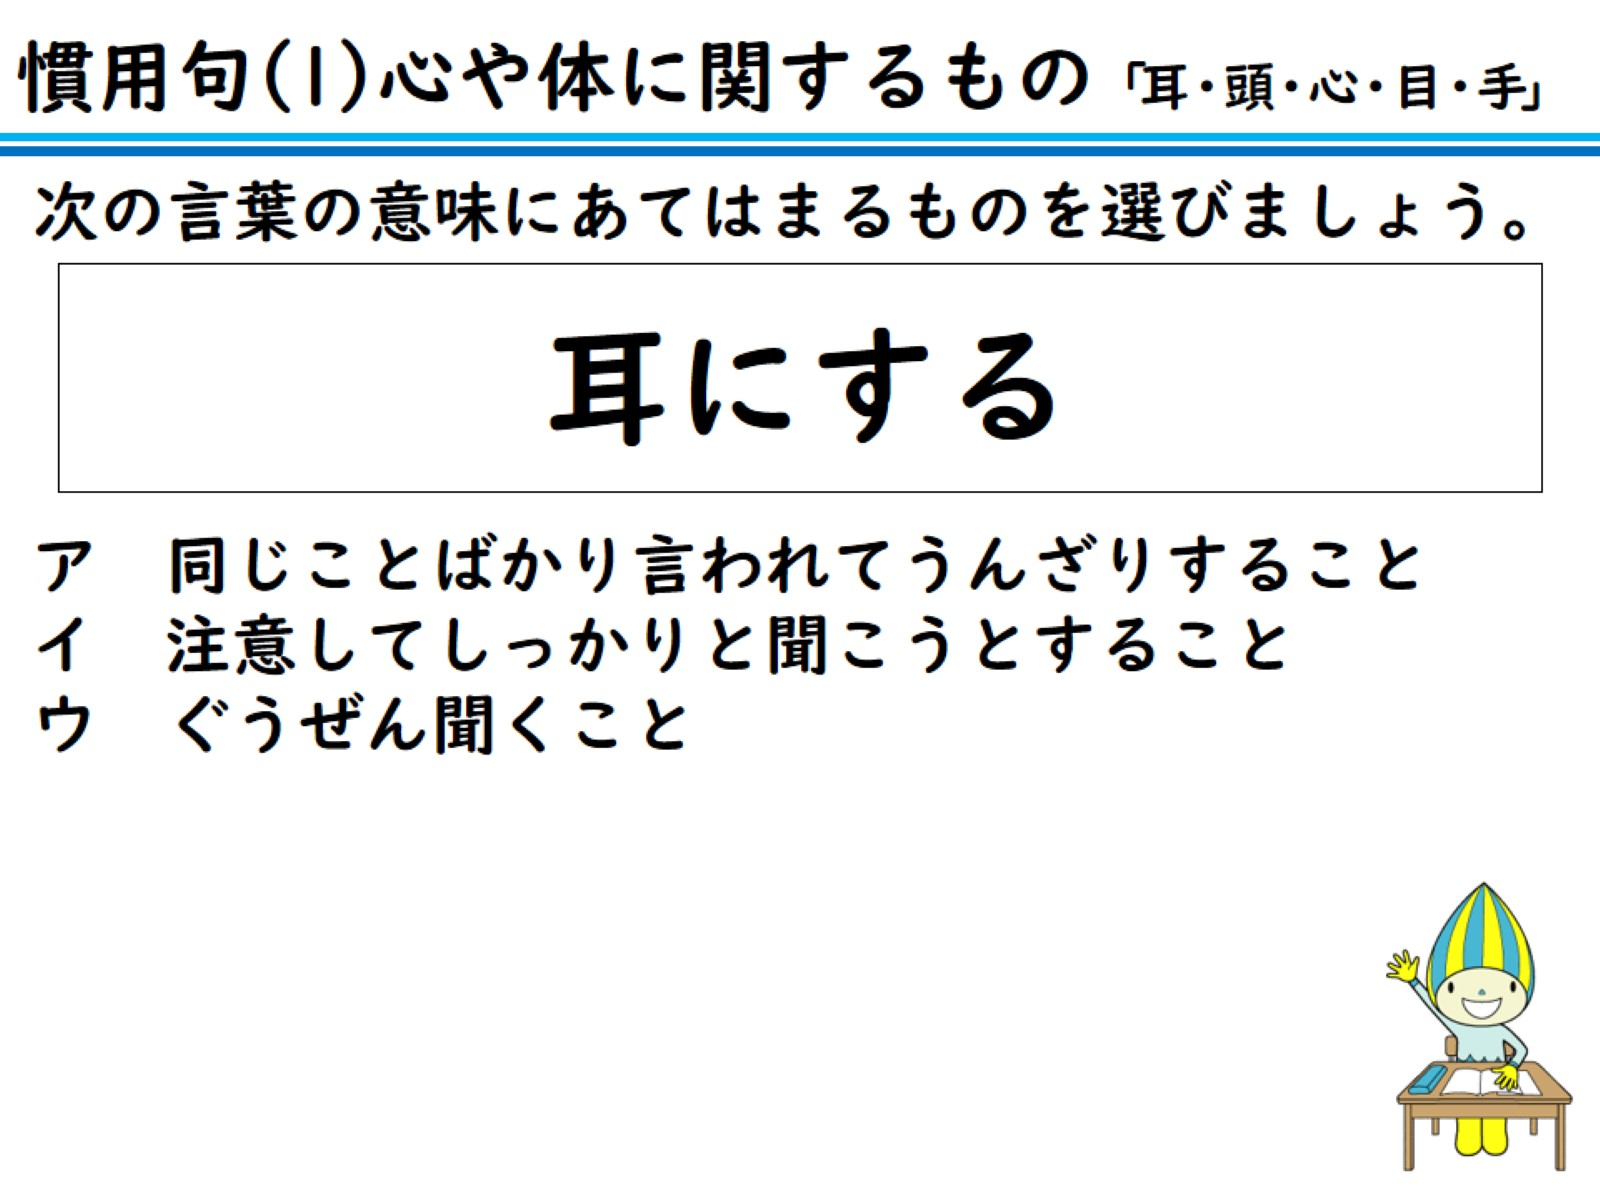 慣用句(1)心や体に関するもの「耳・頭・心・目・手」
次の言葉の意味にあてはまるものを選びましょう。
耳にする
ア　同じことばかり言われてうんざりすること
イ　注意してしっかりと聞こうとすること
ウ　ぐうぜん聞くこと